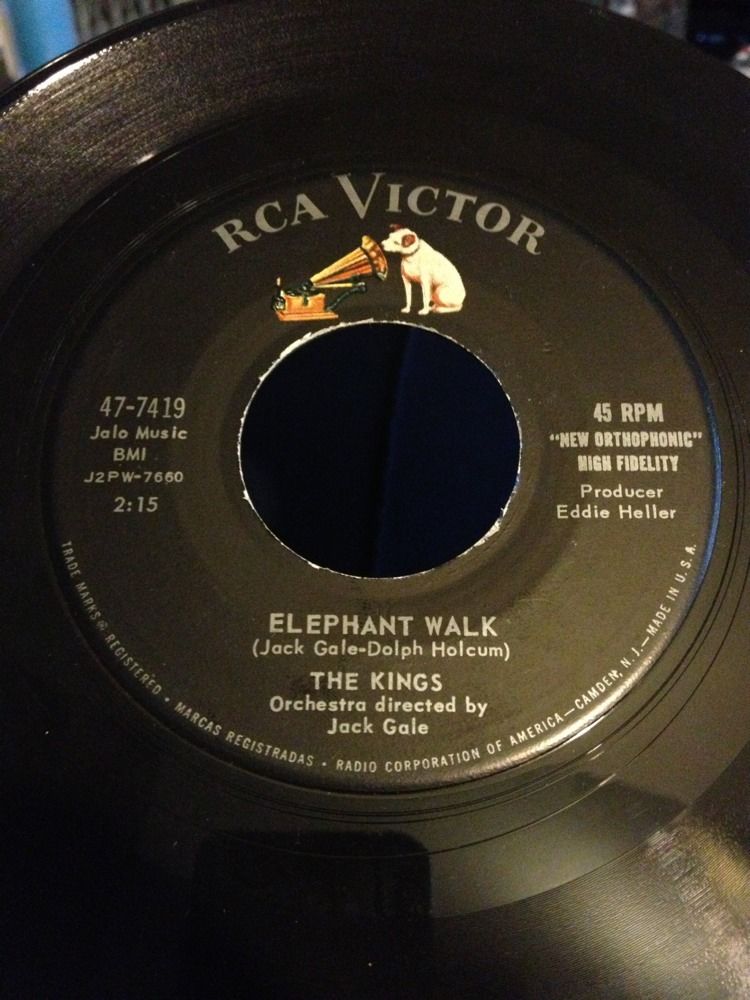 RCA VICTOR
47-7419
Jalo Music
BMI
J2PW-7660
2:15
45 RPM
"NEW ORTHOPHONIC"
HIGH FIDELITY
Producer
Eddie Heller
ELEPHANT WALK
(Jack Gale-Dolph Holcum)
THE KINGS
Orchestra directed by
Jack Gale
TRADE MARKS ® REGISTERED • MARCAS REGISTRADAS • RADIO CORPORATION OF AMERICA—CAMDEN, N. J.—MADE IN U. S. A.